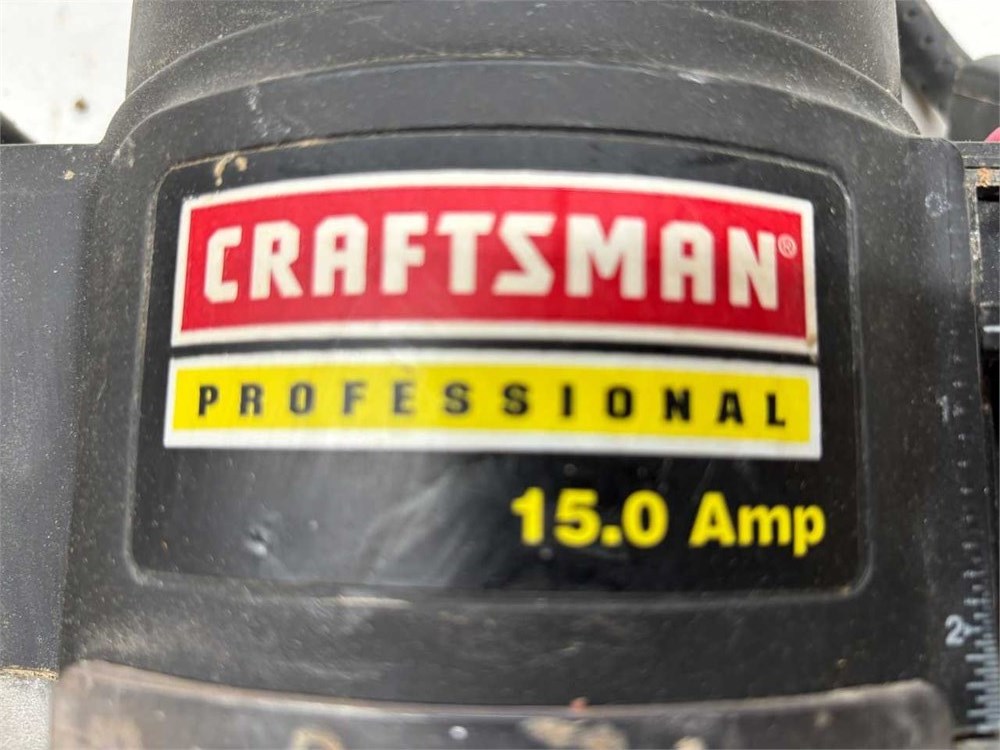 CRAFTSMAN®
PROFESSIONAL
15.0 Amp
2